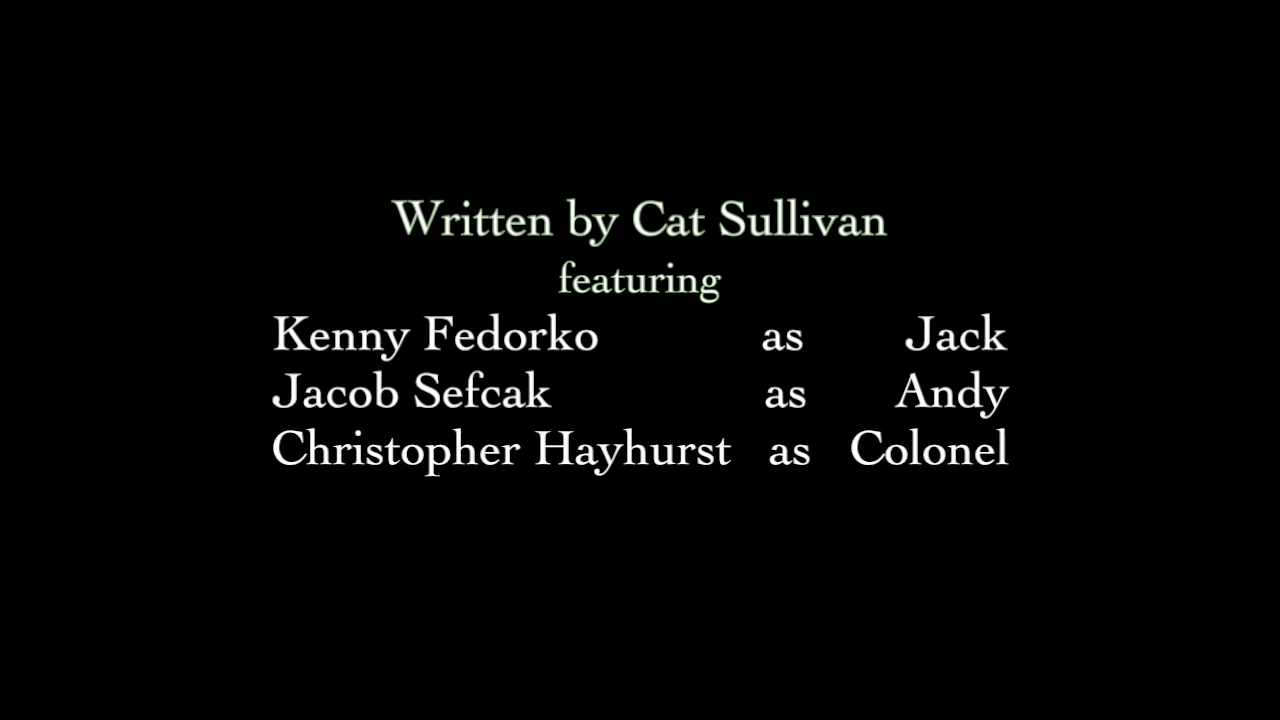 Written by Cat Sullivan
featuring
Kenny Fedorko as Jack
Jacob Sefcak as Andy
Christopher Hayhurst as Colonel